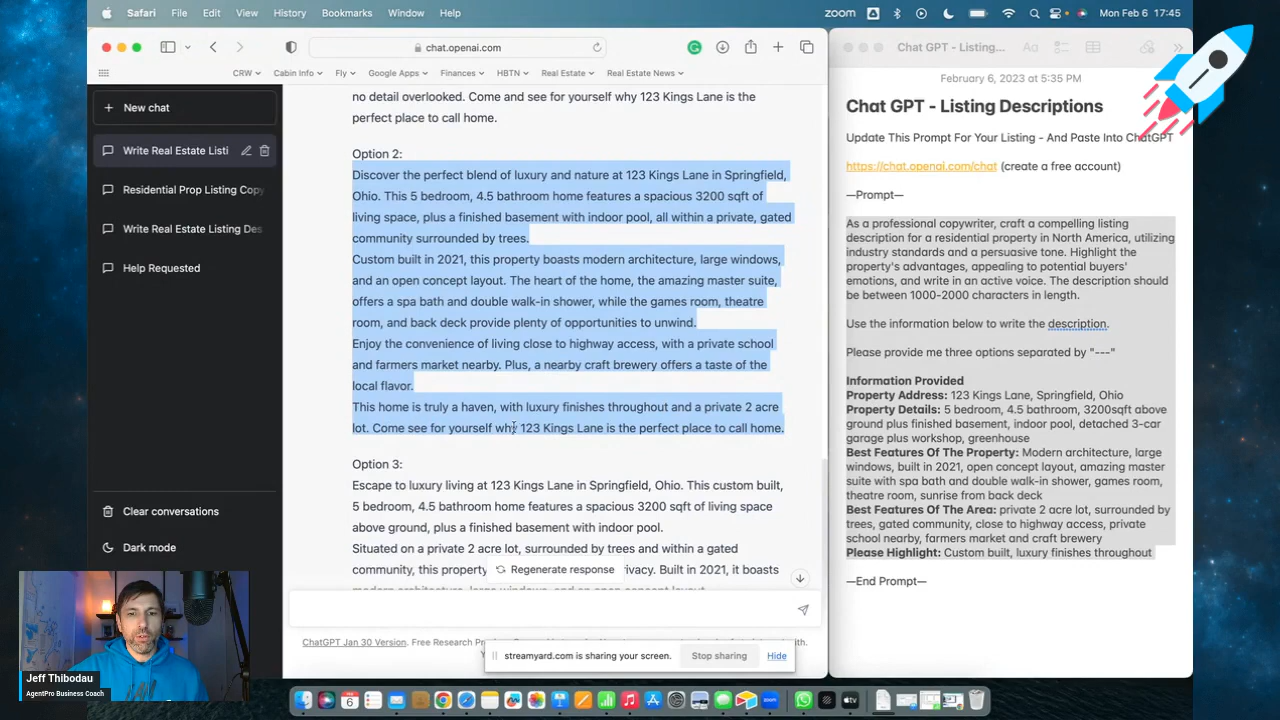 Safari File Edit View History Bookmarks Window Help
zoom Mon Feb 6 17:45
chat.openai.com
CRW Cabin Info Fly Google Apps Finances HBTN Real Estate Real Estate News
New chat
Write Real Estate Listi
Residential Prop Listing Copy
Write Real Estate Listing Des
Help Requested
Clear conversations
Dark mode
no detail overlooked. Come and see for yourself why 123 Kings Lane is the
perfect place to call home.
Option 2:
Discover the perfect blend of luxury and nature at 123 Kings Lane in Springfield,
Ohio. This 5 bedroom, 4.5 bathroom home features a spacious 3200 sqft of
living space, plus a finished basement with indoor pool, all within a private, gated
community surrounded by trees.
Custom built in 2021, this property boasts modern architecture, large windows,
and an open concept layout. The heart of the home, the amazing master suite,
offers a spa bath and double walk-in shower, while the games room, theatre
room, and back deck provide plenty of opportunities to unwind.
Enjoy the convenience of living close to highway access, with a private school
and farmers market nearby. Plus, a nearby craft brewery offers a taste of the
local flavor.
This home is truly a haven, with luxury finishes throughout and a private 2 acre
lot. Come see for yourself why 123 Kings Lane is the perfect place to call home.
Option 3:
Escape to luxury living at 123 Kings Lane in Springfield, Ohio. This custom built,
5 bedroom, 4.5 bathroom home features a spacious 3200 sqft of living space
above ground, plus a finished basement with indoor pool.
Situated on a private 2 acre lot, surrounded by trees and within a gated
community, this property rivacy. Built in 2021, it boasts
Regenerate response
modern architecture, large windows, and an open concept layout.
ChatGPT Jan 30 Version. Free Research
streamyard.com is sharing your screen. Stop sharing Hide
Chat GPT - Listing...
February 6, 2023 at 5:35 PM
Chat GPT - Listing Descriptions
Update This Prompt For Your Listing - And Paste Into ChatGPT
https://chat.openai.com/chat (create a free account)
—Prompt—
As a professional copywriter, craft a compelling listing
description for a residential property in North America, utilizing
industry standards and a persuasive tone. Highlight the
property's advantages, appealing to potential buyers'
emotions, and write in an active voice. The description should
be between 1000-2000 characters in length.
Use the information below to write the description.
Please provide me three options separated by "---"
Information Provided
Property Address: 123 Kings Lane, Springfield, Ohio
Property Details: 5 bedroom, 4.5 bathroom, 3200sqft above
ground plus finished basement, indoor pool, detached 3-car
garage plus workshop, greenhouse
Best Features Of The Property: Modern architecture, large
windows, built in 2021, open concept layout, amazing master
suite with spa bath and double walk-in shower, games room,
theatre room, sunrise from back deck
Best Features Of The Area: private 2 acre lot, surrounded by
trees, gated community, close to highway access, private
school nearby, farmers market and craft brewery
Please Highlight: Custom built, luxury finishes throughout
—End Prompt—
Jeff Thibodau
AgentPro Business Coach